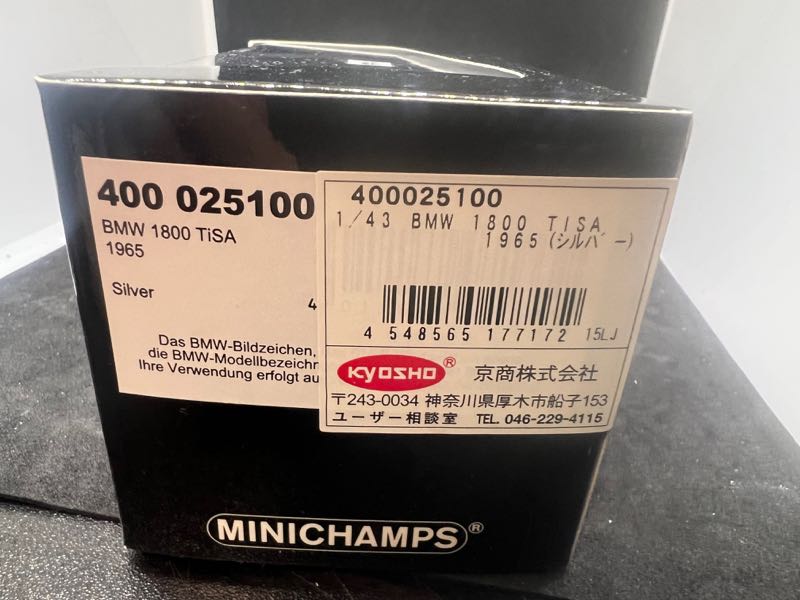 400 025100
BMW 1800 TiSA
1965
Silver
4
Das BMW-Bildzeichen,
die BMW-Modellbezeichn
Ihre Verwendung erfolgt au
400025100
1/43 BMW 1800 TISA
1965(シルバー)
4 548565 177172 15LJ
KYOSHO® 京商株式会社
〒243-0034 神奈川県厚木市船子153
ユーザー相談室 TEL. 046-229-4115
MINICHAMPS®